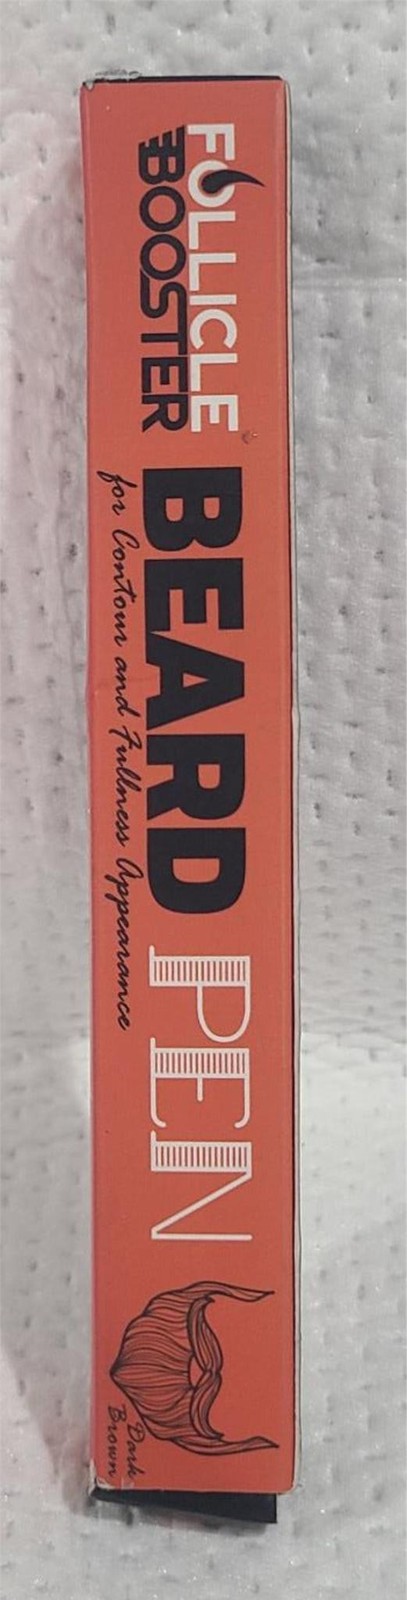 FOLLICLE
BOOSTER
BEARD PEN
for Contour and Fullness Appearance
Dark
Brown